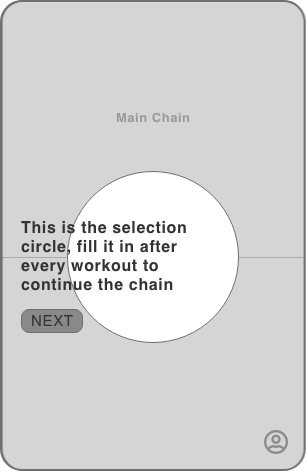 Main Chain
This is the selection
circle, fill it in after
every workout to
continue the chain
NEXT